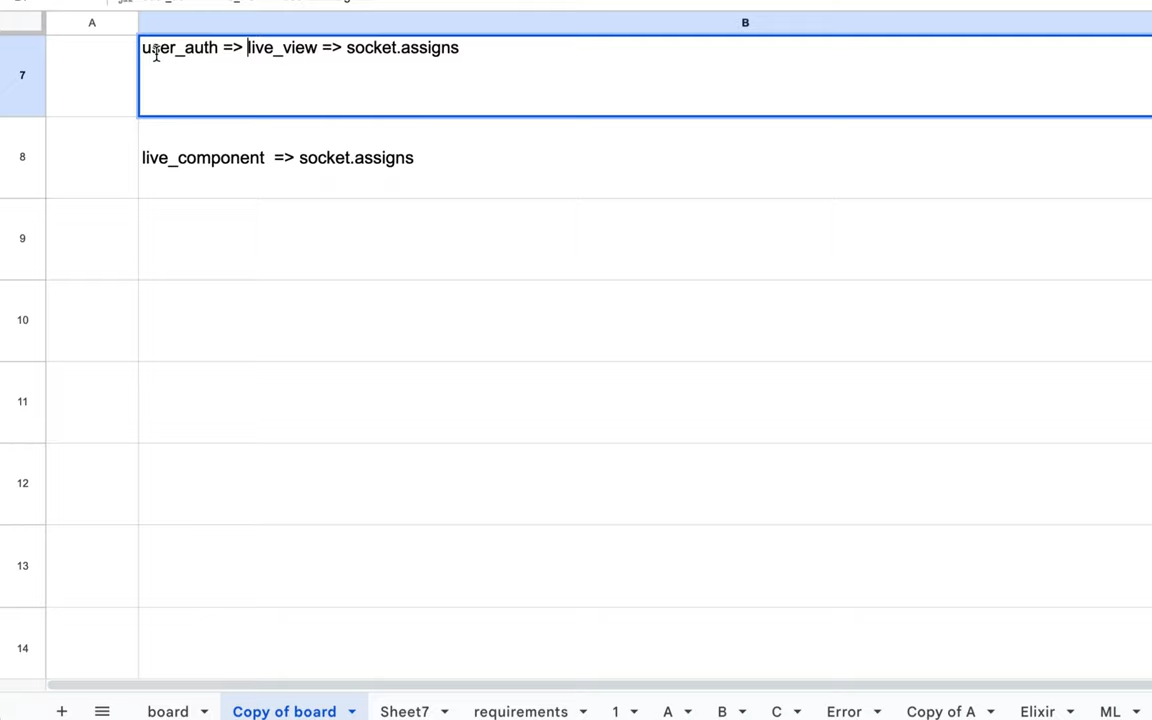 A B
7 user_auth => live_view => socket.assigns
8 live_component => socket.assigns
9
10
11
12
13
14
+ board Copy of board Sheet7 requirements 1 A B C Error Copy of A Elixir ML